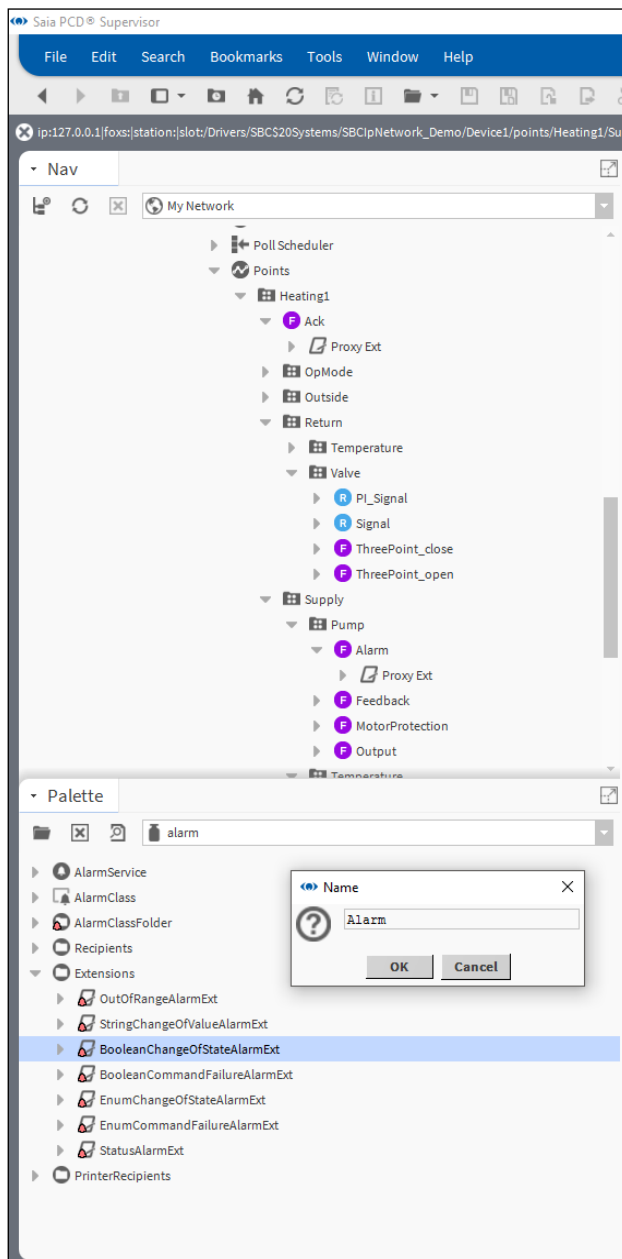 Saia PCD® Supervisor
File Edit Search Bookmarks Tools Window Help
ip:127.0.0.1|foxs:|station:|slot:/Drivers/SBC$20Systems/SBCIpNetwork_Demo/Device1/points/Heating1/Su
Nav
My Network
Poll Scheduler
Points
Heating1
F Ack
Proxy Ext
OpMode
Outside
Return
Temperature
Valve
R PI_Signal
R Signal
F ThreePoint_close
F ThreePoint_open
Supply
Pump
F Alarm
Proxy Ext
F Feedback
F MotorProtection
F Output
Temperature
Palette
alarm
AlarmService
AlarmClass
AlarmClassFolder
Recipients
Extensions
OutOfRangeAlarmExt
StringChangeOfValueAlarmExt
BooleanChangeOfStateAlarmExt
BooleanCommandFailureAlarmExt
EnumChangeOfStateAlarmExt
EnumCommandFailureAlarmExt
StatusAlarmExt
PrinterRecipients
Name
Alarm
OK Cancel